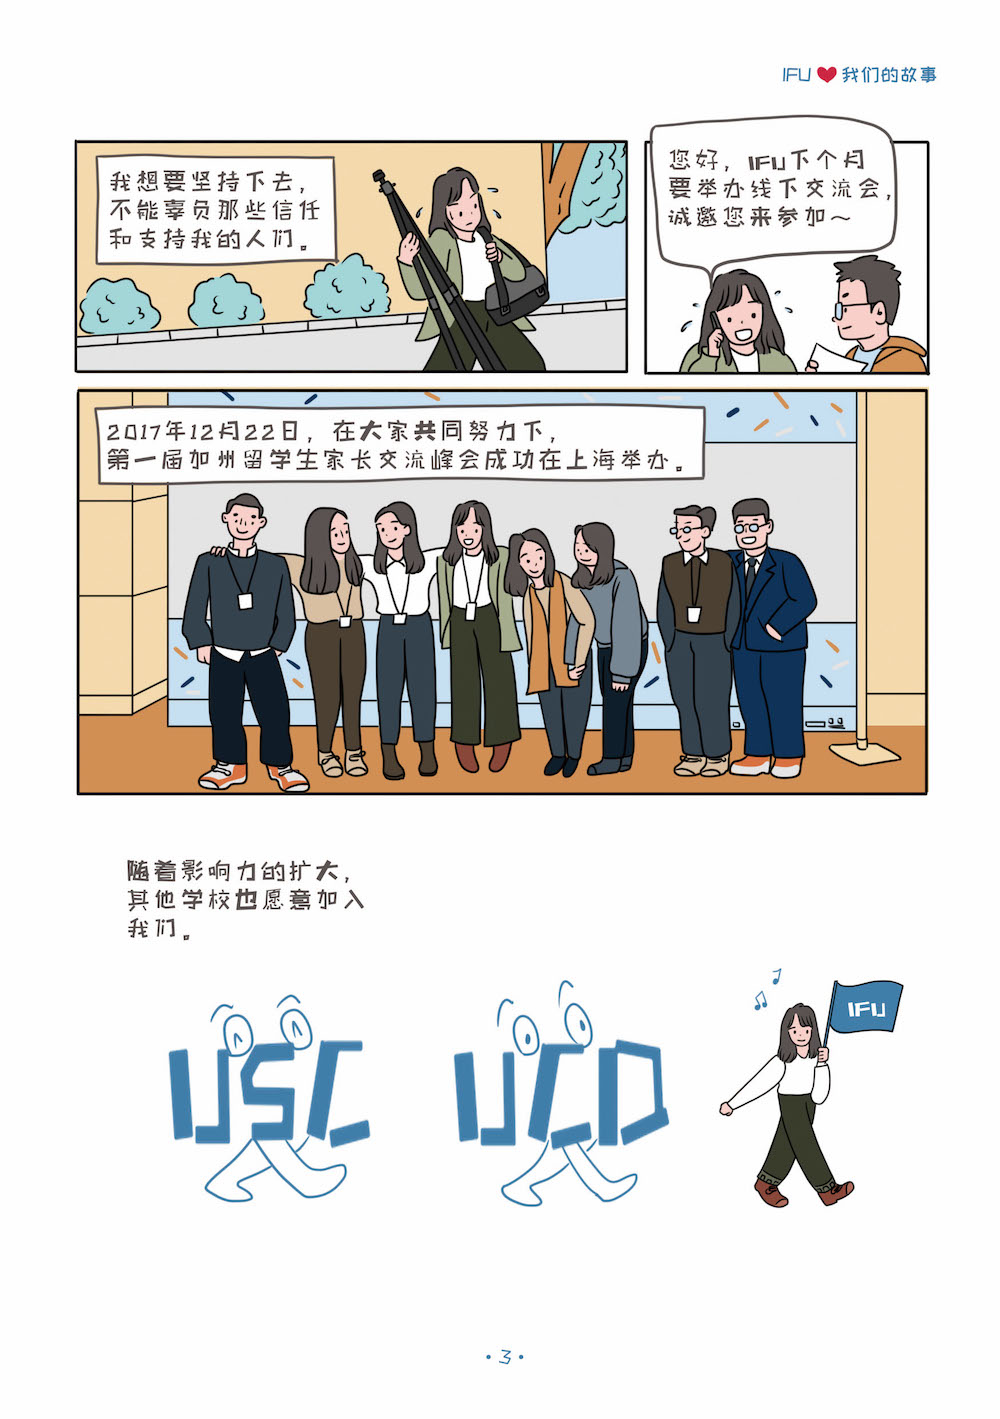 IFU❤我们的故事
我想要坚持下去，
不能辜负那些信任
和支持我的人们。
您好，IFU下个月
要举办线下交流会，
诚邀您来参加～
2017年12月22日，在大家共同努力下，
第一届加州留学生家长交流峰会成功在上海举办。
随着影响力的扩大，
其他学校也愿意加入
我们。
IFU
USC UCD
·3·